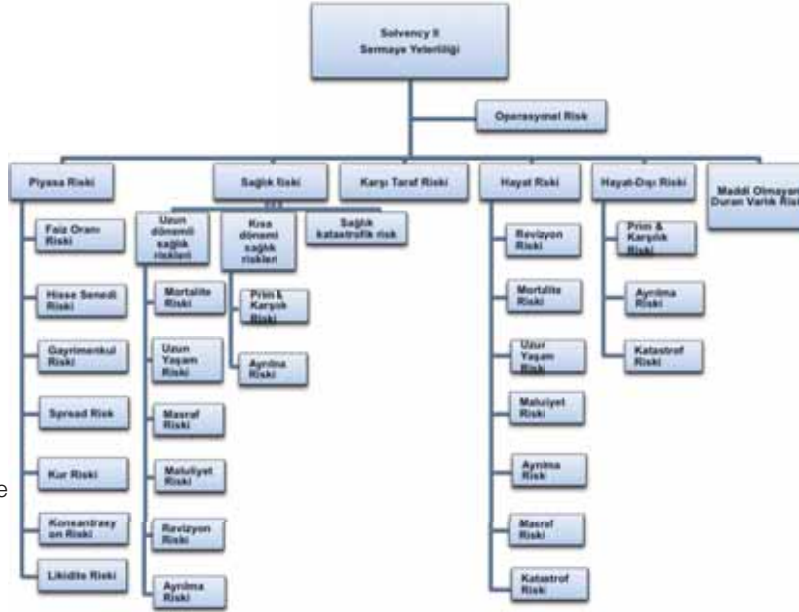 Solvency II
Sermaye Yeterliliği
Operasyonel Risk
Piyasa Riski
Sağlık Riski
Karşı Taraf Riski
Hayat Riski
Hayat-Dışı Riski
Maddi Olmayan
Duran Varlık Riski
Faiz Oranı
Riski
Hisse Senedi
Riski
Gayrimenkul
Riski
Spread Risk
Kur Riski
Konsantrasy
on Riski
Likidite Riski
Uzun
dönemli
sağlık
riskleri
Mortalite
Riski
Uzun
Yaşam
Riski
Masraf
Riski
Maluliyet
Riski
Revizyon
Riski
Ayrılma
Riski
Kısa
dönemi
sağlık
riskleri
Prim &
Karşılık
Riski
Ayrılma
Riski
Sağlık
katastrofik risk
Revizyon
Riski
Mortalite
Riski
Uzun
Yaşam
Riski
Maluliyet
Riski
Ayrılma
Risk
Masraf
Riski
Katastrof
Riski
Prim &
Karşılık
Riski
Ayrılma
Riski
Katastrof
Riski
e